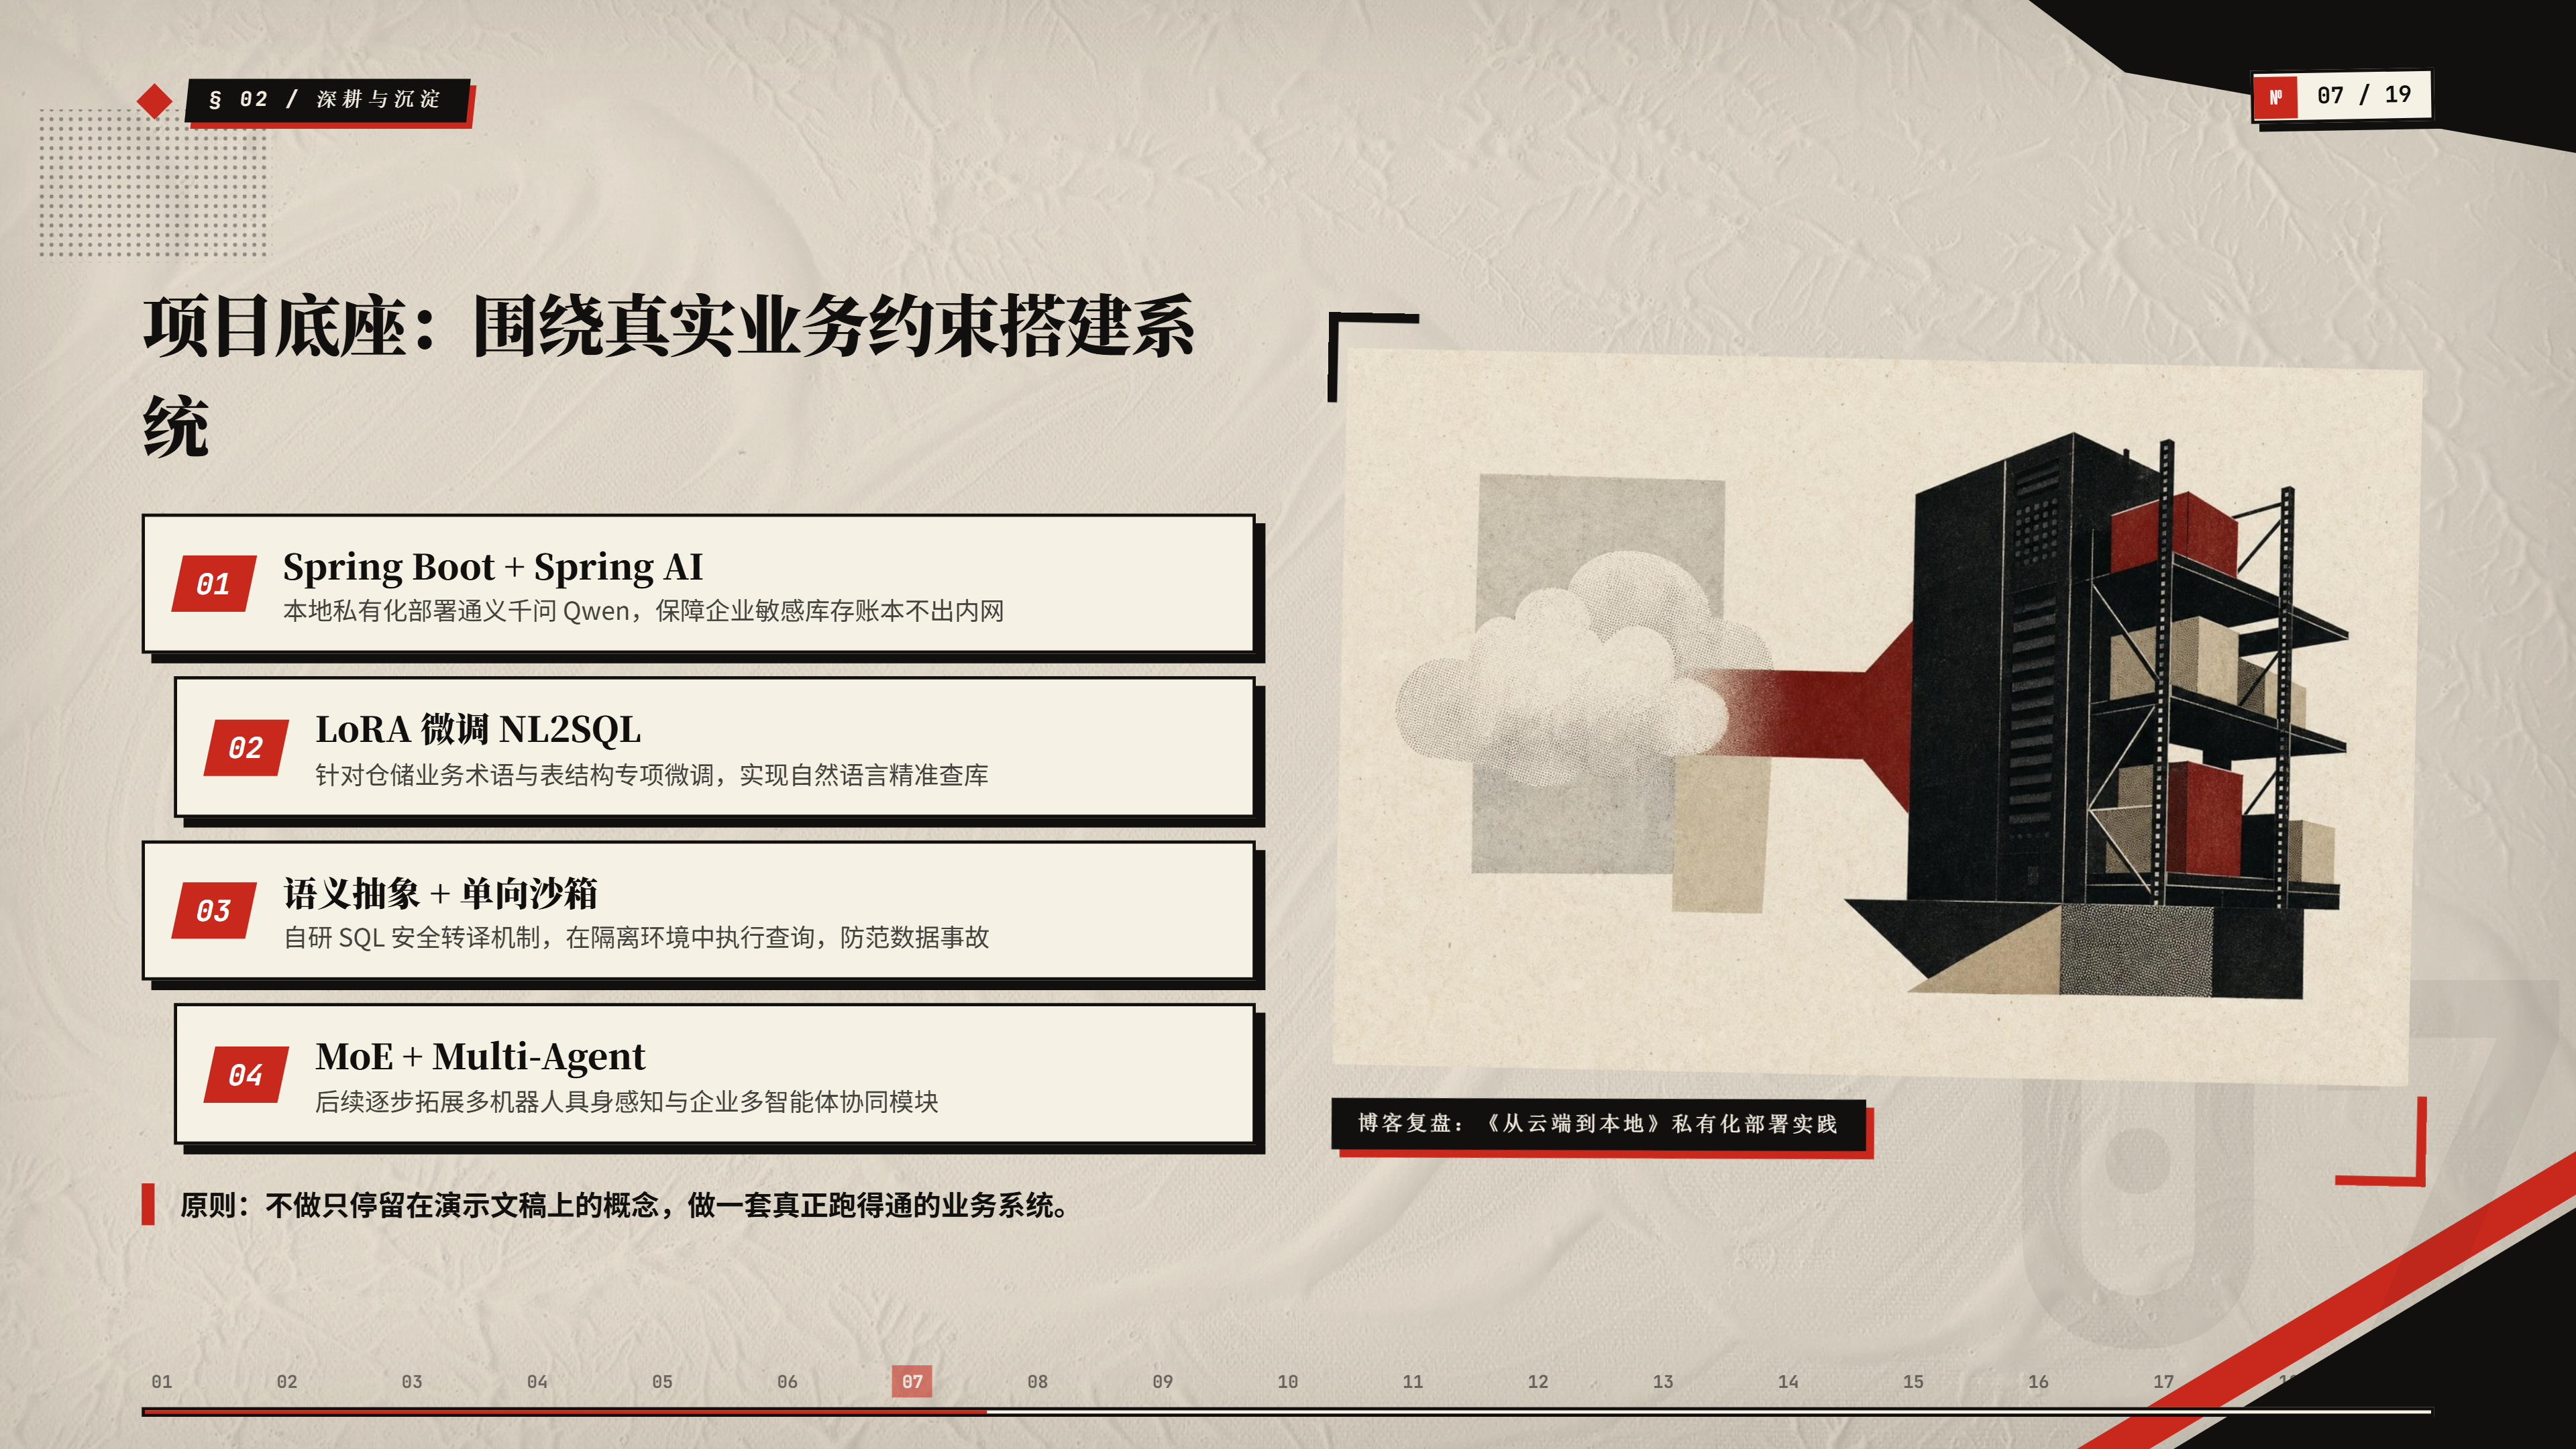 § 02 / 深耕与沉淀
№ 07 / 19
项目底座：围绕真实业务约束搭建系
统
01
Spring Boot + Spring AI
本地私有化部署通义千问 Qwen，保障企业敏感库存账本不出内网
02
LoRA 微调 NL2SQL
针对仓储业务术语与表结构专项微调，实现自然语言精准查库
03
语义抽象 + 单向沙箱
自研 SQL 安全转译机制，在隔离环境中执行查询，防范数据事故
04
MoE + Multi-Agent
后续逐步拓展多机器人具身感知与企业多智能体协同模块
原则：不做只停留在演示文稿上的概念，做一套真正跑得通的业务系统。
博客复盘：《从云端到本地》私有化部署实践
07
01 02 03 04 05 06 07 08 09 10 11 12 13 14 15 16 17